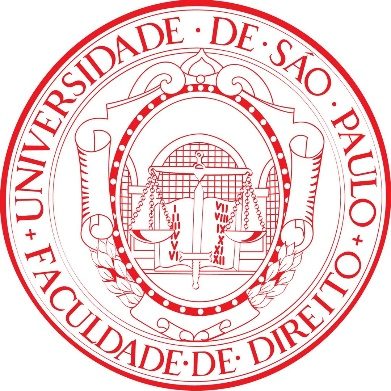 UNIVERSIDADE · DE · SÃO · PAULO
FACULDADE · DE · DIREITO